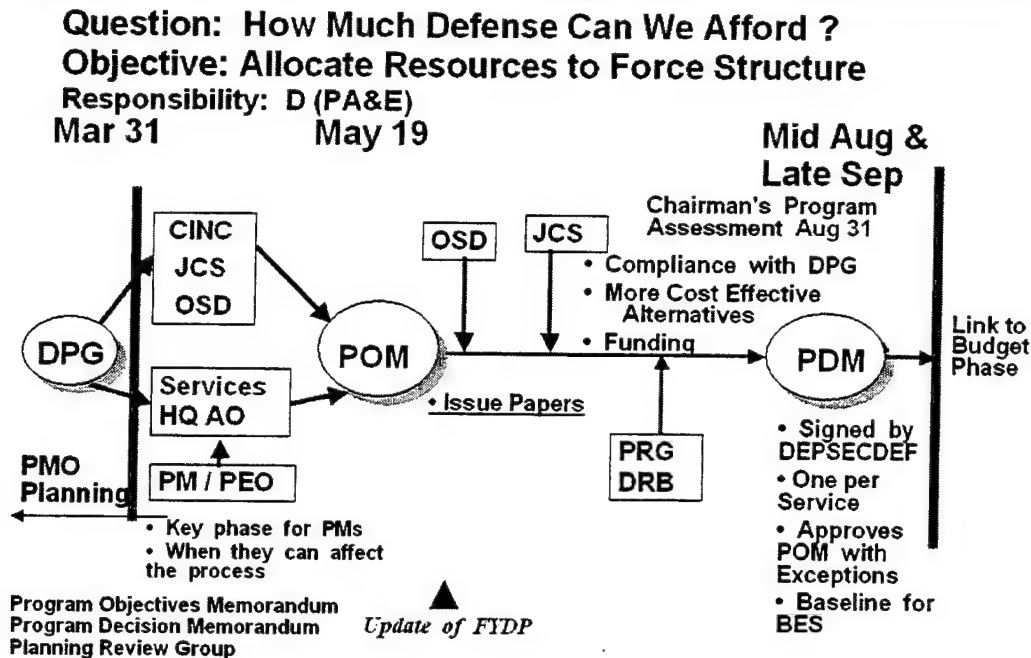 Question: How Much Defense Can We Afford ?
Objective: Allocate Resources to Force Structure
Responsibility: D (PA&E)
Mar 31
May 19
Mid Aug &
Late Sep
Chairman's Program
Assessment Aug 31
CINC
JCS
OSD
OSD
JCS
• Compliance with DPG
• More Cost Effective
Alternatives
• Funding
DPG
POM
PDM
Link to
Budget
Phase
Services
HQ AO
• Issue Papers
PM / PEO
PRG
DRB
• Signed by
DEPSECDEF
• One per
Service
• Approves
POM with
Exceptions
• Baseline for
BES
PMO
Planning
• Key phase for PMs
• When they can affect
the process
Program Objectives Memorandum
Program Decision Memorandum
Planning Review Group
Update of FYDP